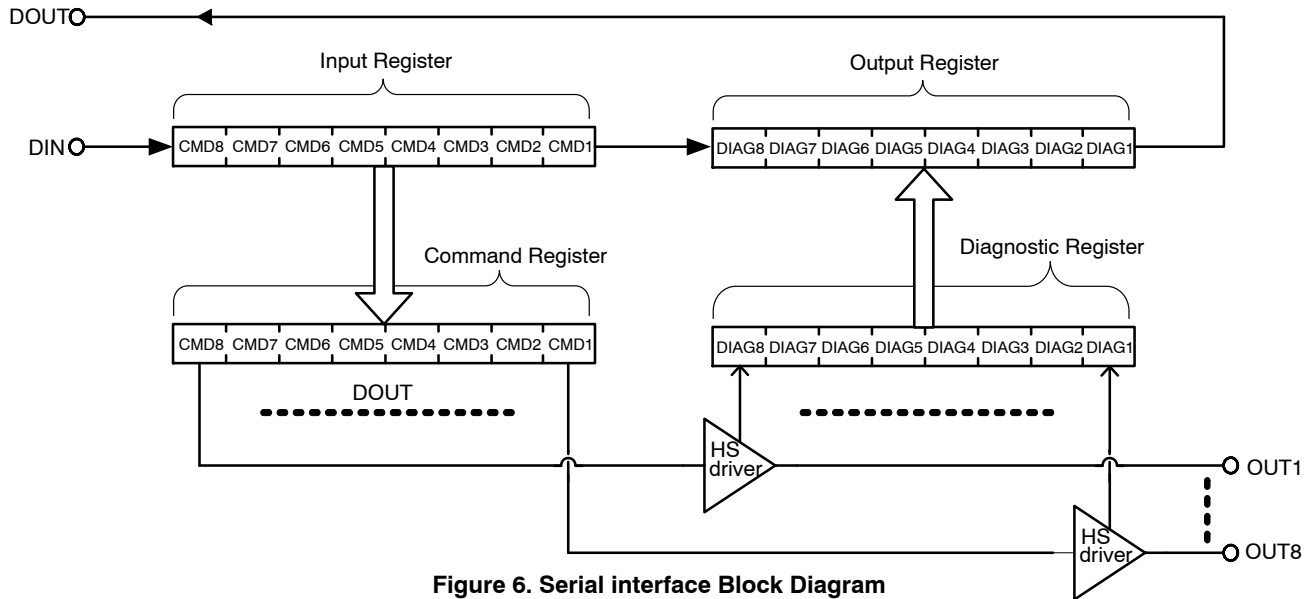 DOUT
Input Register
Output Register
DIN
CMD8 CMD7 CMD6 CMD5 CMD4 CMD3 CMD2 CMD1
DIAG8 DIAG7 DIAG6 DIAG5 DIAG4 DIAG3 DIAG2 DIAG1
Command Register
Diagnostic Register
CMD8 CMD7 CMD6 CMD5 CMD4 CMD3 CMD2 CMD1
DIAG8 DIAG7 DIAG6 DIAG5 DIAG4 DIAG3 DIAG2 DIAG1
DOUT
HS
driver
OUT1
HS
driver
OUT8
Figure 6. Serial interface Block Diagram